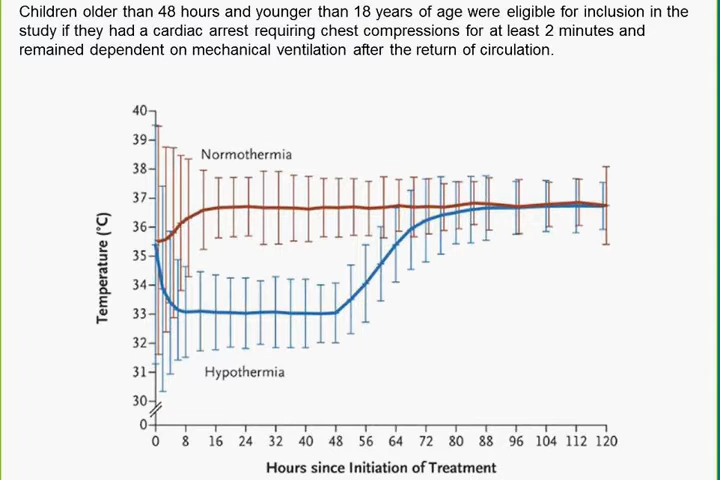 Children older than 48 hours and younger than 18 years of age were eligible for inclusion in the
study if they had a cardiac arrest requiring chest compressions for at least 2 minutes and
remained dependent on mechanical ventilation after the return of circulation.
40
39
Normothermia
38
37
36
35
Temperature (°C)
34
33
32
31
Hypothermia
30
0
0 8 16 24 32 40 48 56 64 72 80 88 96 104 112 120
Hours since Initiation of Treatment